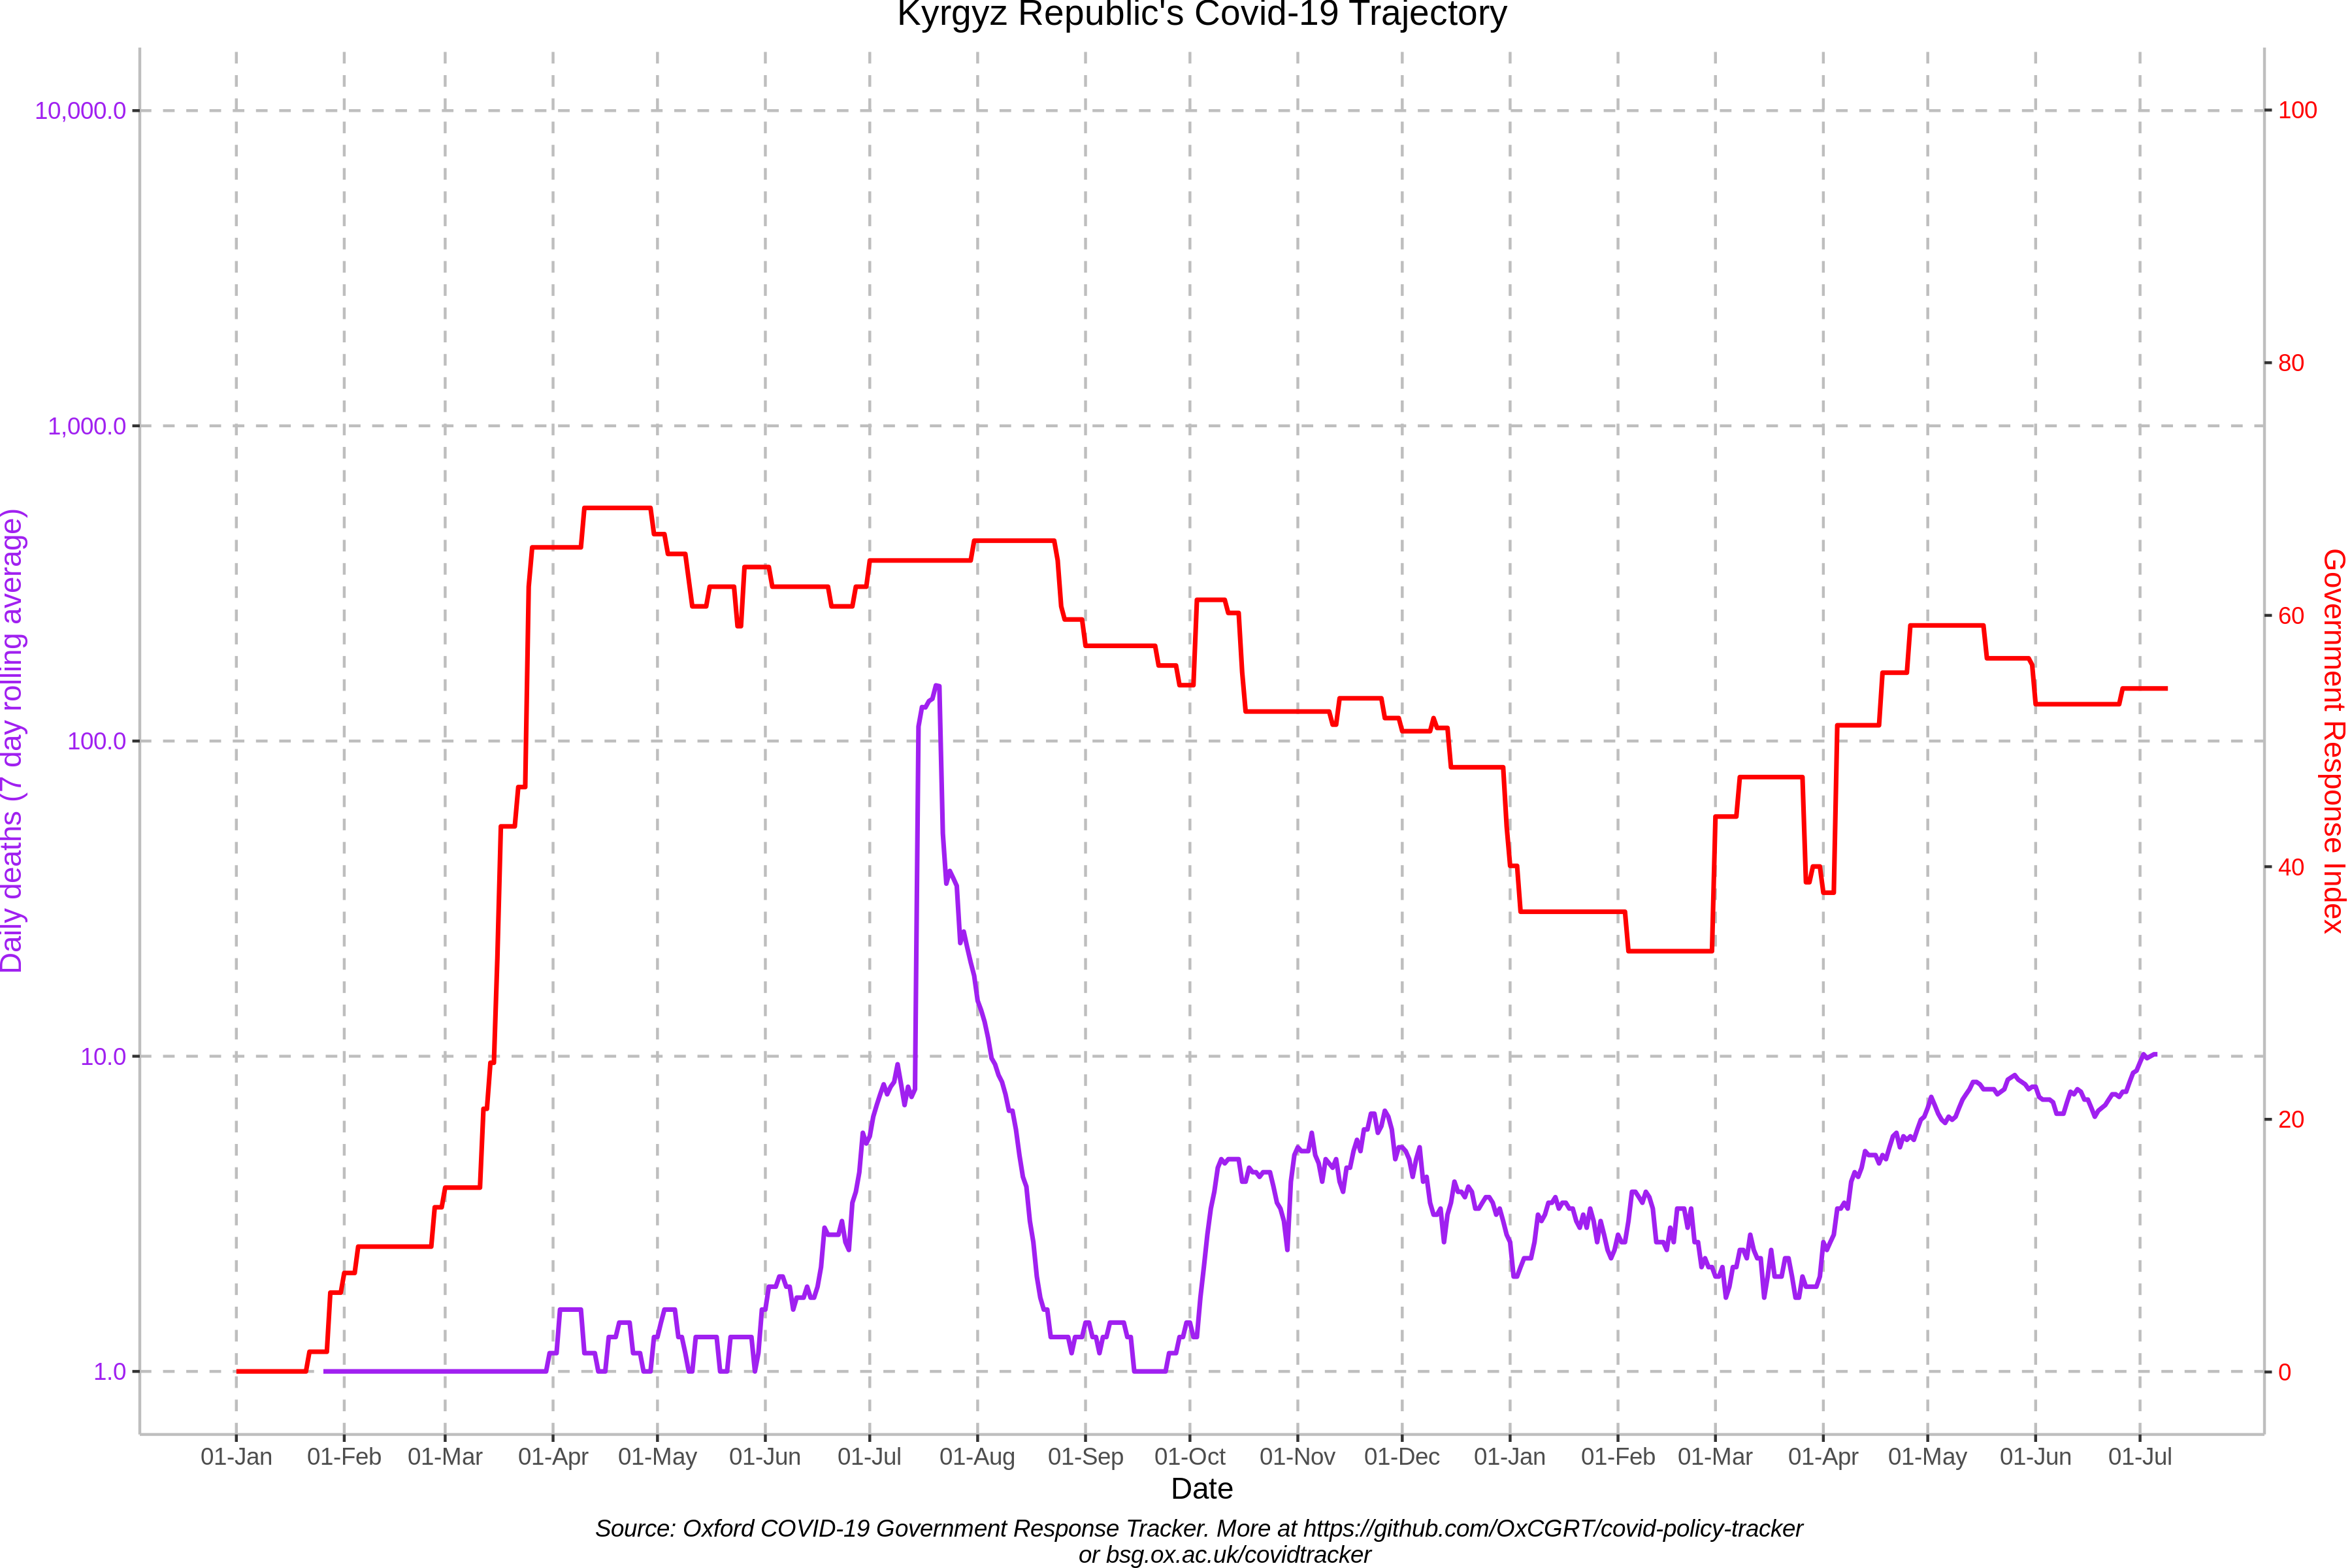 Kyrgyz Republic's Covid-19 Trajectory
10,000.0
1,000.0
100.0
10.0
1.0
Daily deaths (7 day rolling average)
100
80
60
40
20
0
Government Response Index
01-Jan 01-Feb 01-Mar 01-Apr 01-May 01-Jun 01-Jul 01-Aug 01-Sep 01-Oct 01-Nov 01-Dec 01-Jan 01-Feb 01-Mar 01-Apr 01-May 01-Jun 01-Jul
Date
Source: Oxford COVID-19 Government Response Tracker. More at https://github.com/OxCGRT/covid-policy-tracker
or bsg.ox.ac.uk/covidtracker